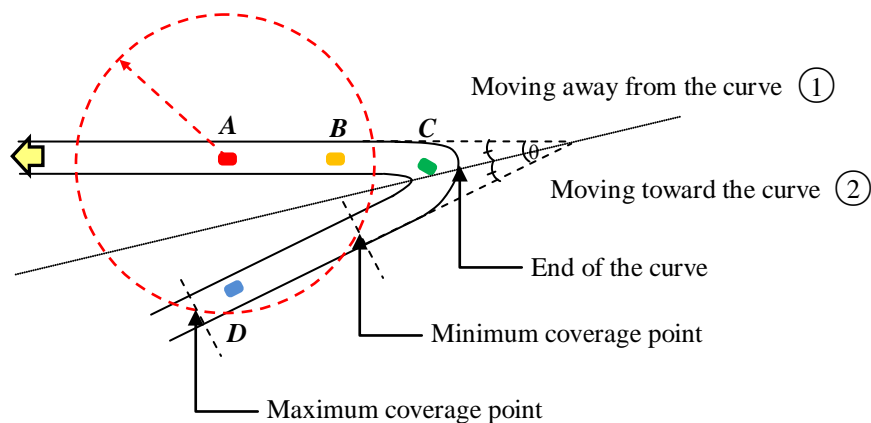 Moving away from the curve 1
A
B
C
θ
Moving toward the curve 2
End of the curve
D
Minimum coverage point
Maximum coverage point